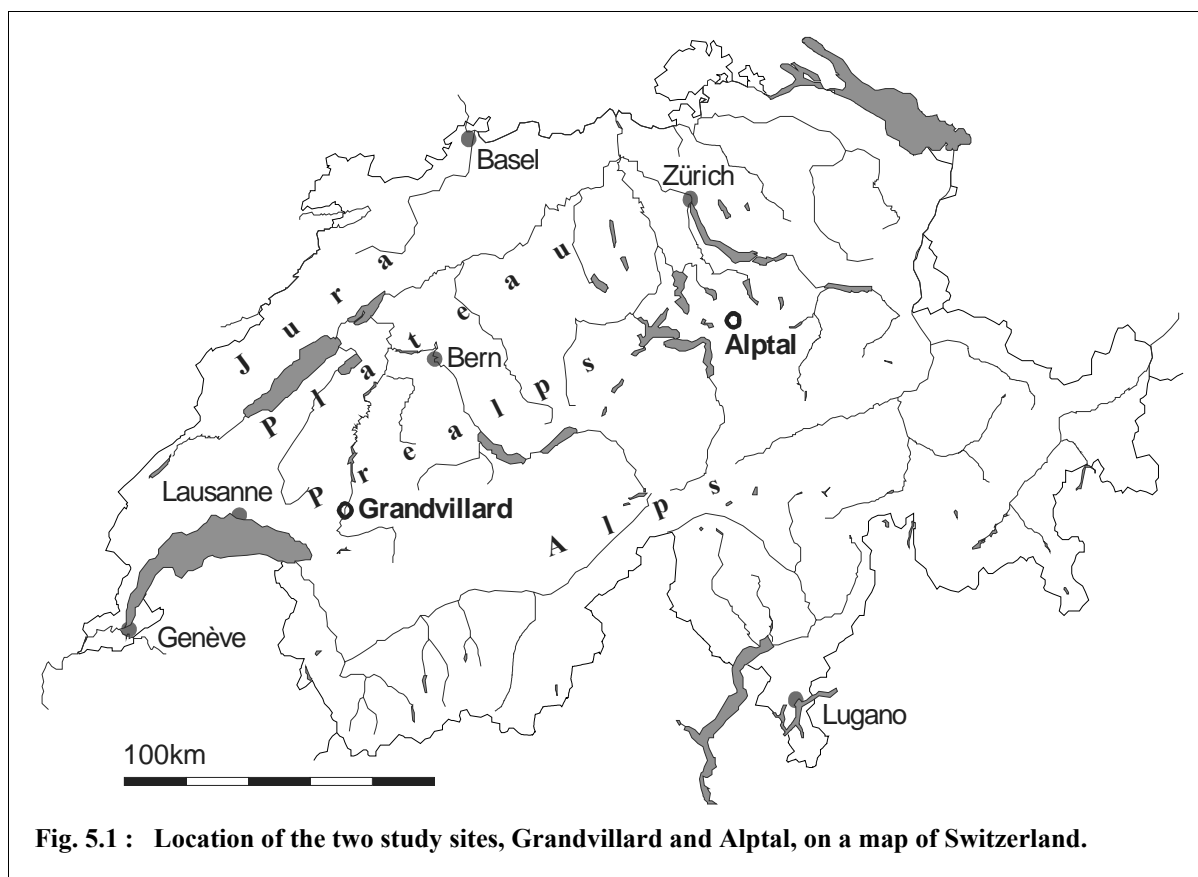 Basel
Zürich
Jura
Plateau
Bern
Alptal
Prealps
Lausanne
Grandvillard
Alps
Genève
Lugano
100km
Fig. 5.1 : Location of the two study sites, Grandvillard and Alptal, on a map of Switzerland.